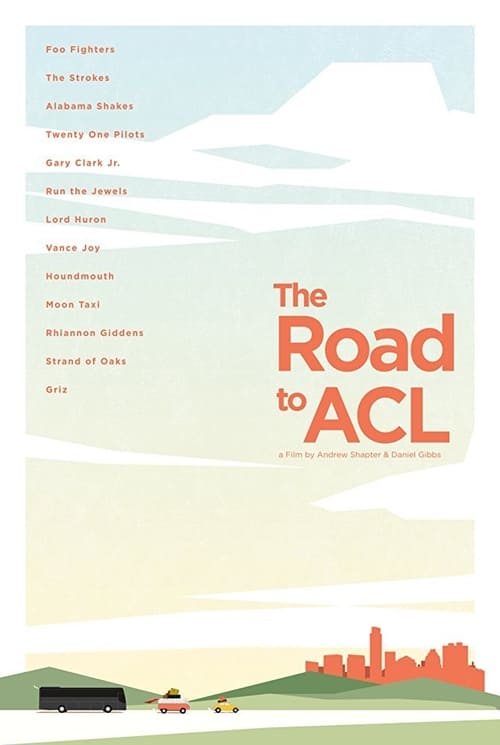 Foo Fighters
The Strokes
Alabama Shakes
Twenty One Pilots
Gary Clark Jr.
Run the Jewels
Lord Huron
Vance Joy
Houndmouth
Moon Taxi
Rhiannon Giddens
Strand of Oaks
Griz
The
Road
to ACL
a Film by Andrew Shapter & Daniel Gibbs